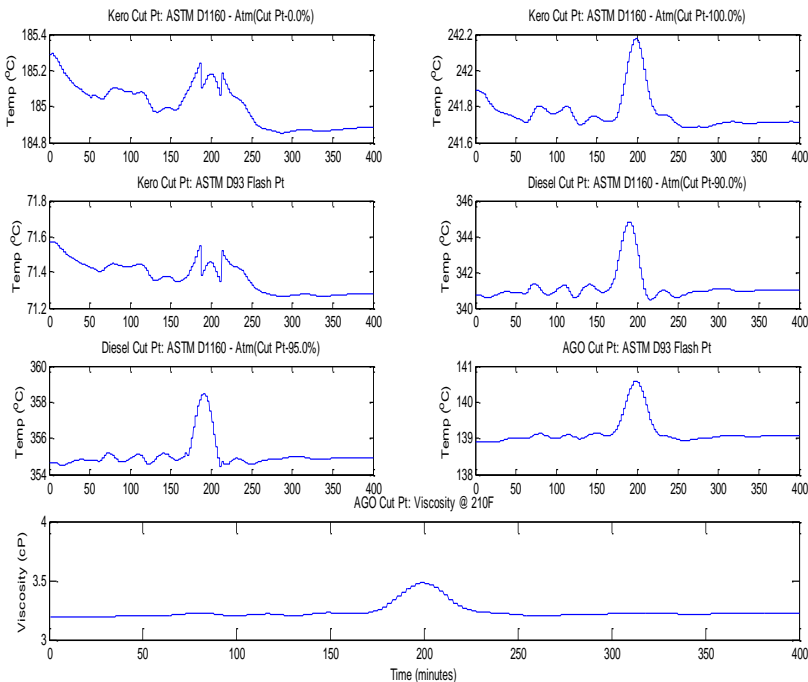 Kero Cut Pt: ASTM D1160 - Atm(Cut Pt-0.0%)
185.4
185.2
185
184.8
Temp (°C)
0 50 100 150 200 250 300 350 400
Kero Cut Pt: ASTM D1160 - Atm(Cut Pt-100.0%)
242.2
242
241.8
241.6
Temp (°C)
0 50 100 150 200 250 300 350 400
Kero Cut Pt: ASTM D93 Flash Pt
71.8
71.6
71.4
71.2
Temp (°C)
0 50 100 150 200 250 300 350 400
Diesel Cut Pt: ASTM D1160 - Atm(Cut Pt-90.0%)
346
344
342
340
Temp (°C)
0 50 100 150 200 250 300 350 400
Diesel Cut Pt: ASTM D1160 - Atm(Cut Pt-95.0%)
360
358
356
354
Temp (°C)
0 50 100 150 200 250 300 350 400
AGO Cut Pt: ASTM D93 Flash Pt
141
140
139
138
Temp (°C)
0 50 100 150 200 250 300 350 400
AGO Cut Pt: Viscosity @ 210F
4
3.5
3
Viscosity (cP)
0 50 100 150 200 250 300 350 400
Time (minutes)